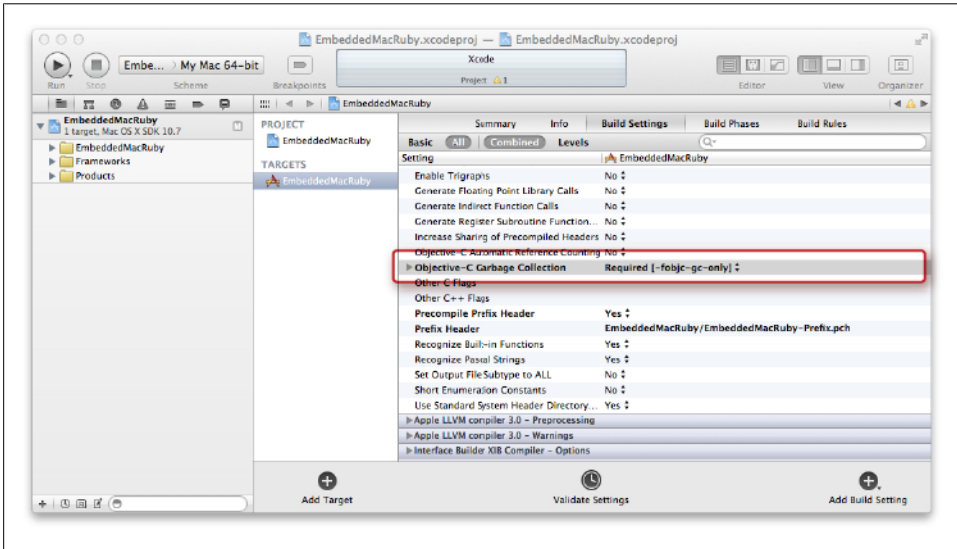 EmbeddedMacRuby.xcodeproj — EmbeddedMacRuby.xcodeproj
Embe... 〉 My Mac 64-bit
Xcode
Project 1
Run
Stop
Scheme
Breakpoints
Editor
View
Organizer
EmbeddedMacRuby
1 target, Mac OS X SDK 10.7
EmbeddedMacRuby
Frameworks
Products
EmbeddedMacRuby
PROJECT
EmbeddedMacRuby
TARGETS
EmbeddedMacRuby
Summary Info Build Settings Build Phases Build Rules
Basic All Combined Levels
Setting EmbeddedMacRuby
Enable Trigraphs No
Generate Floating Point Library Calls No
Generate Indirect Function Calls No
Generate Register Subroutine Function... No
Increase Sharing of Precompiled Headers No
Objective-C Automatic Reference Counting No
Objective-C Garbage Collection Required [-fobjc-gc-only]
Other C Flags
Other C++ Flags
Precompile Prefix Header Yes
Prefix Header EmbeddedMacRuby/EmbeddedMacRuby-Prefix.pch
Recognize Built-in Functions Yes
Recognize Pascal Strings Yes
Set Output File Subtype to ALL No
Short Enumeration Constants No
Use Standard System Header Directory... Yes
Apple LLVM compiler 3.0 - Preprocessing
Apple LLVM compiler 3.0 - Warnings
Interface Builder XIB Compiler - Options
Add Target
Validate Settings
Add Build Setting